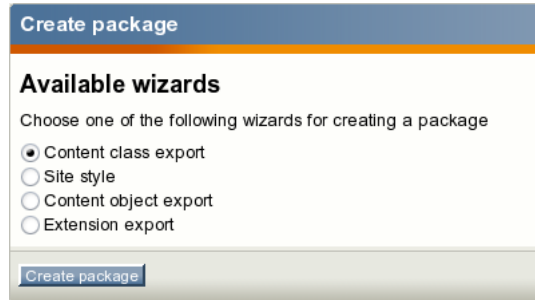 Create package
Available wizards
Choose one of the following wizards for creating a package
Content class export
Site style
Content object export
Extension export
Create package